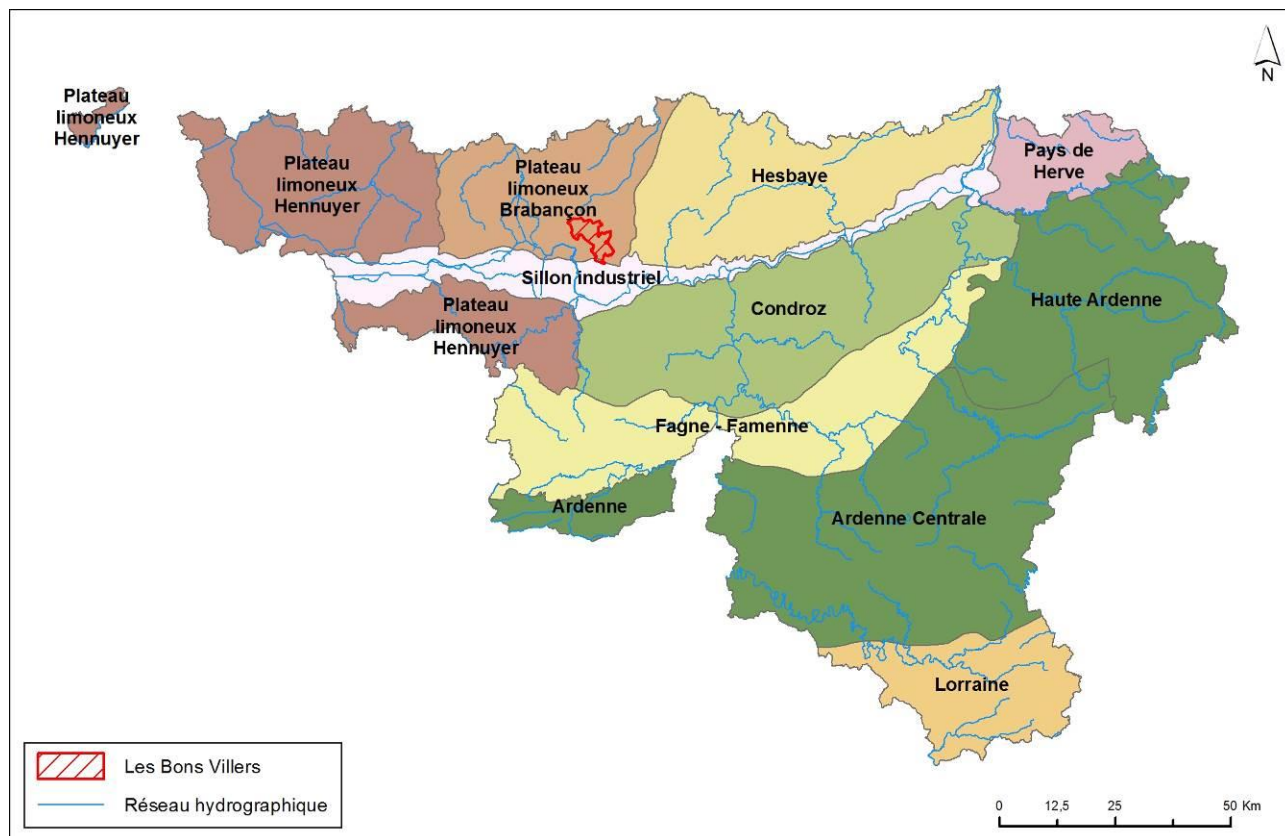 N
Plateau
limoneux
Hennuyer
Plateau
limoneux
Hennuyer
Plateau
limoneux
Brabançon
Hesbaye
Pays de
Herve
Sillon industriel
Plateau
limoneux
Hennuyer
Condroz
Haute Ardenne
Fagne - Famenne
Ardenne
Ardenne Centrale
Lorraine
Les Bons Villers
Réseau hydrographique
0 12,5 25 50 Km